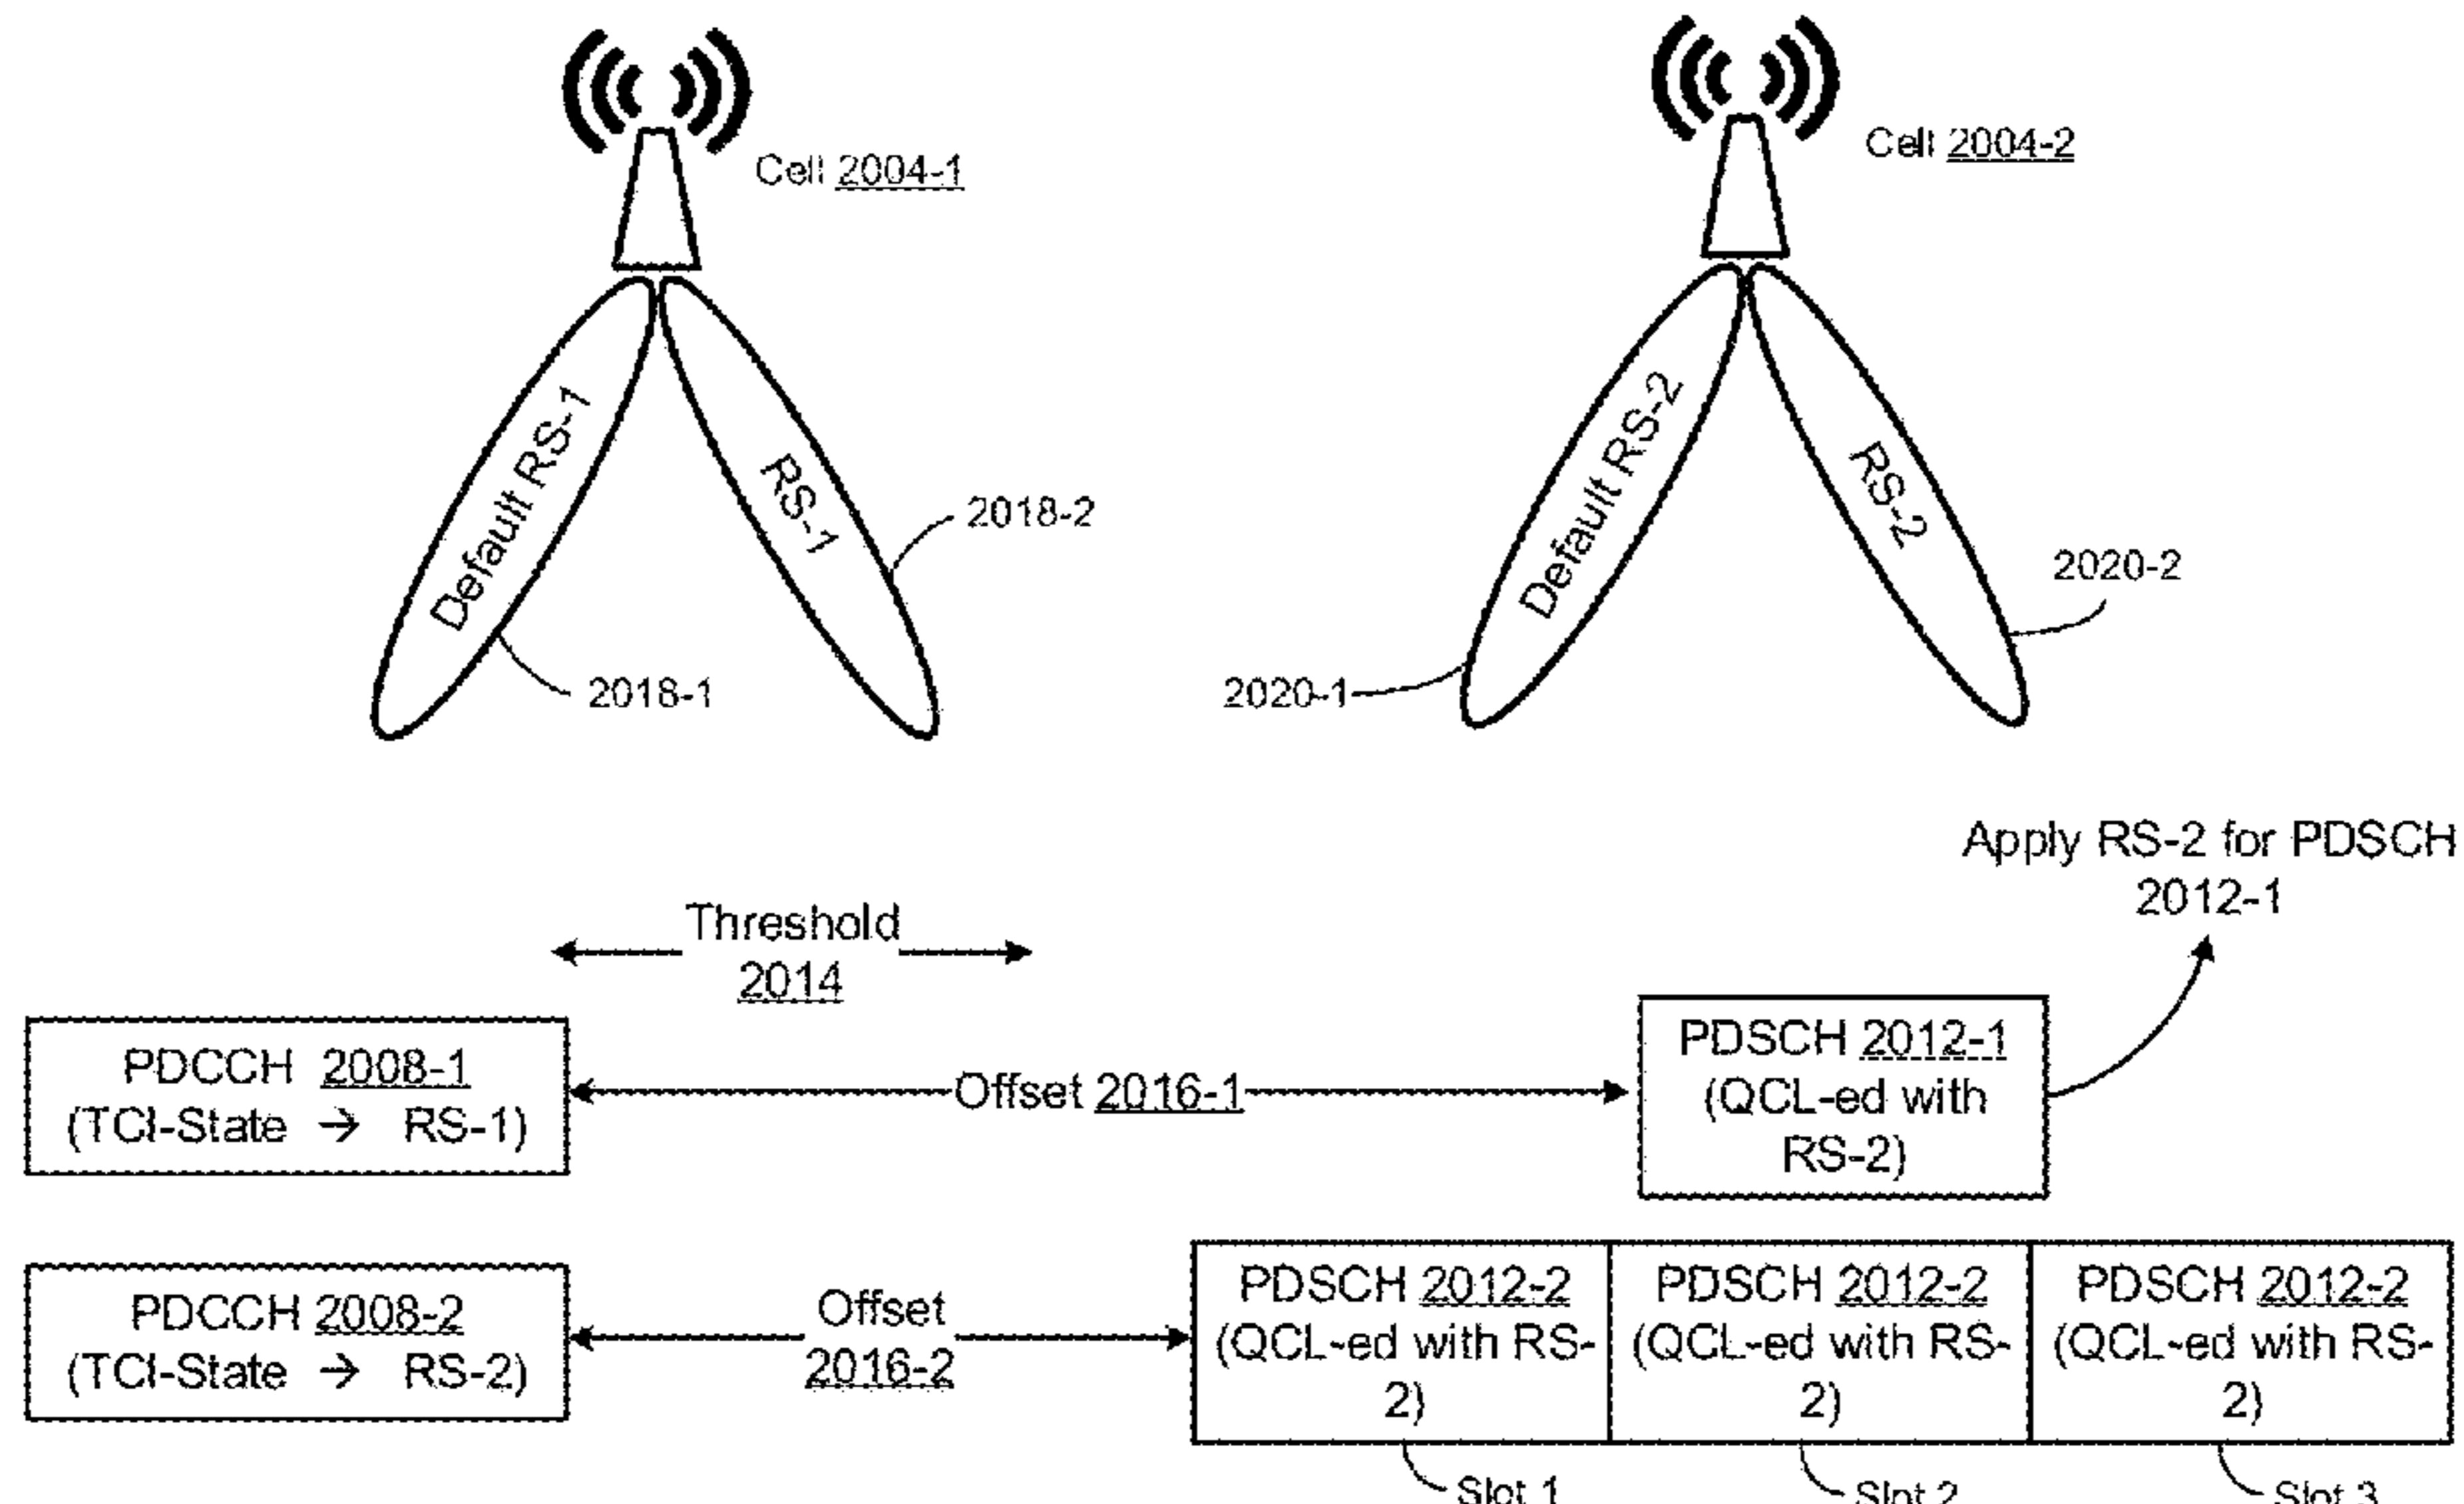 Cell 2004-1
Cell 2004-2
Default RS-1
RS-1
2018-2
2018-1
Default RS-2
RS-2
2020-2
2020-1
Apply RS-2 for PDSCH
2012-1
Threshold
2014
PDCCH 2008-1
(TCI-State → RS-1)
Offset 2016-1
PDSCH 2012-1
(QCL-ed with
RS-2)
PDCCH 2008-2
(TCI-State → RS-2)
Offset
2016-2
PDSCH 2012-2
(QCL-ed with RS-
2)
PDSCH 2012-2
(QCL-ed with RS-
2)
PDSCH 2012-2
(QCL-ed with RS-
2)
Slot 1
Slot 2
Slot 3